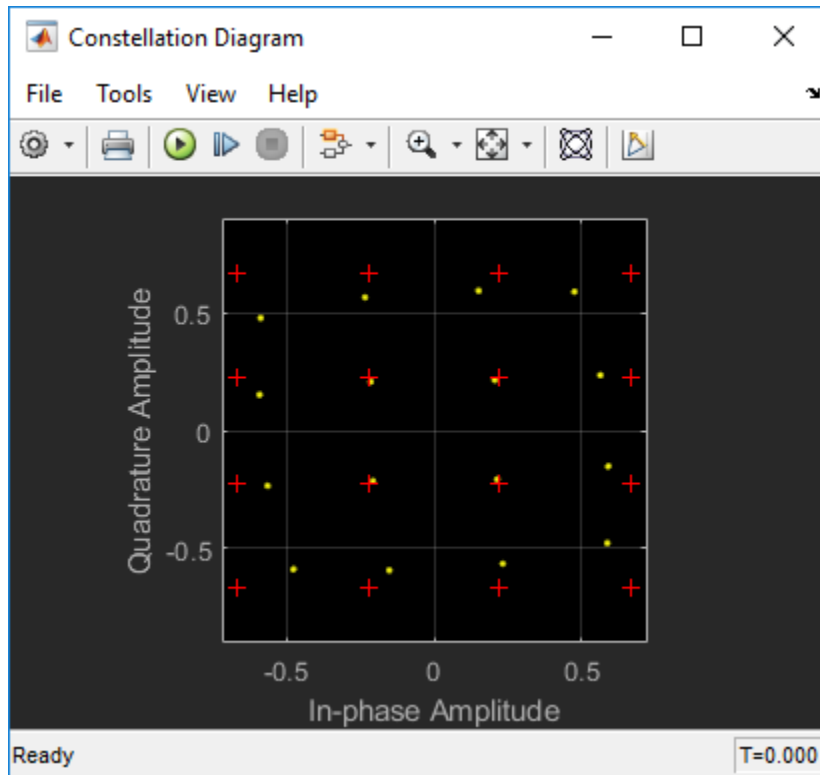 Constellation Diagram
File Tools View Help
Quadrature Amplitude
0.5
0
-0.5
-0.5 0 0.5
In-phase Amplitude
Ready T=0.000